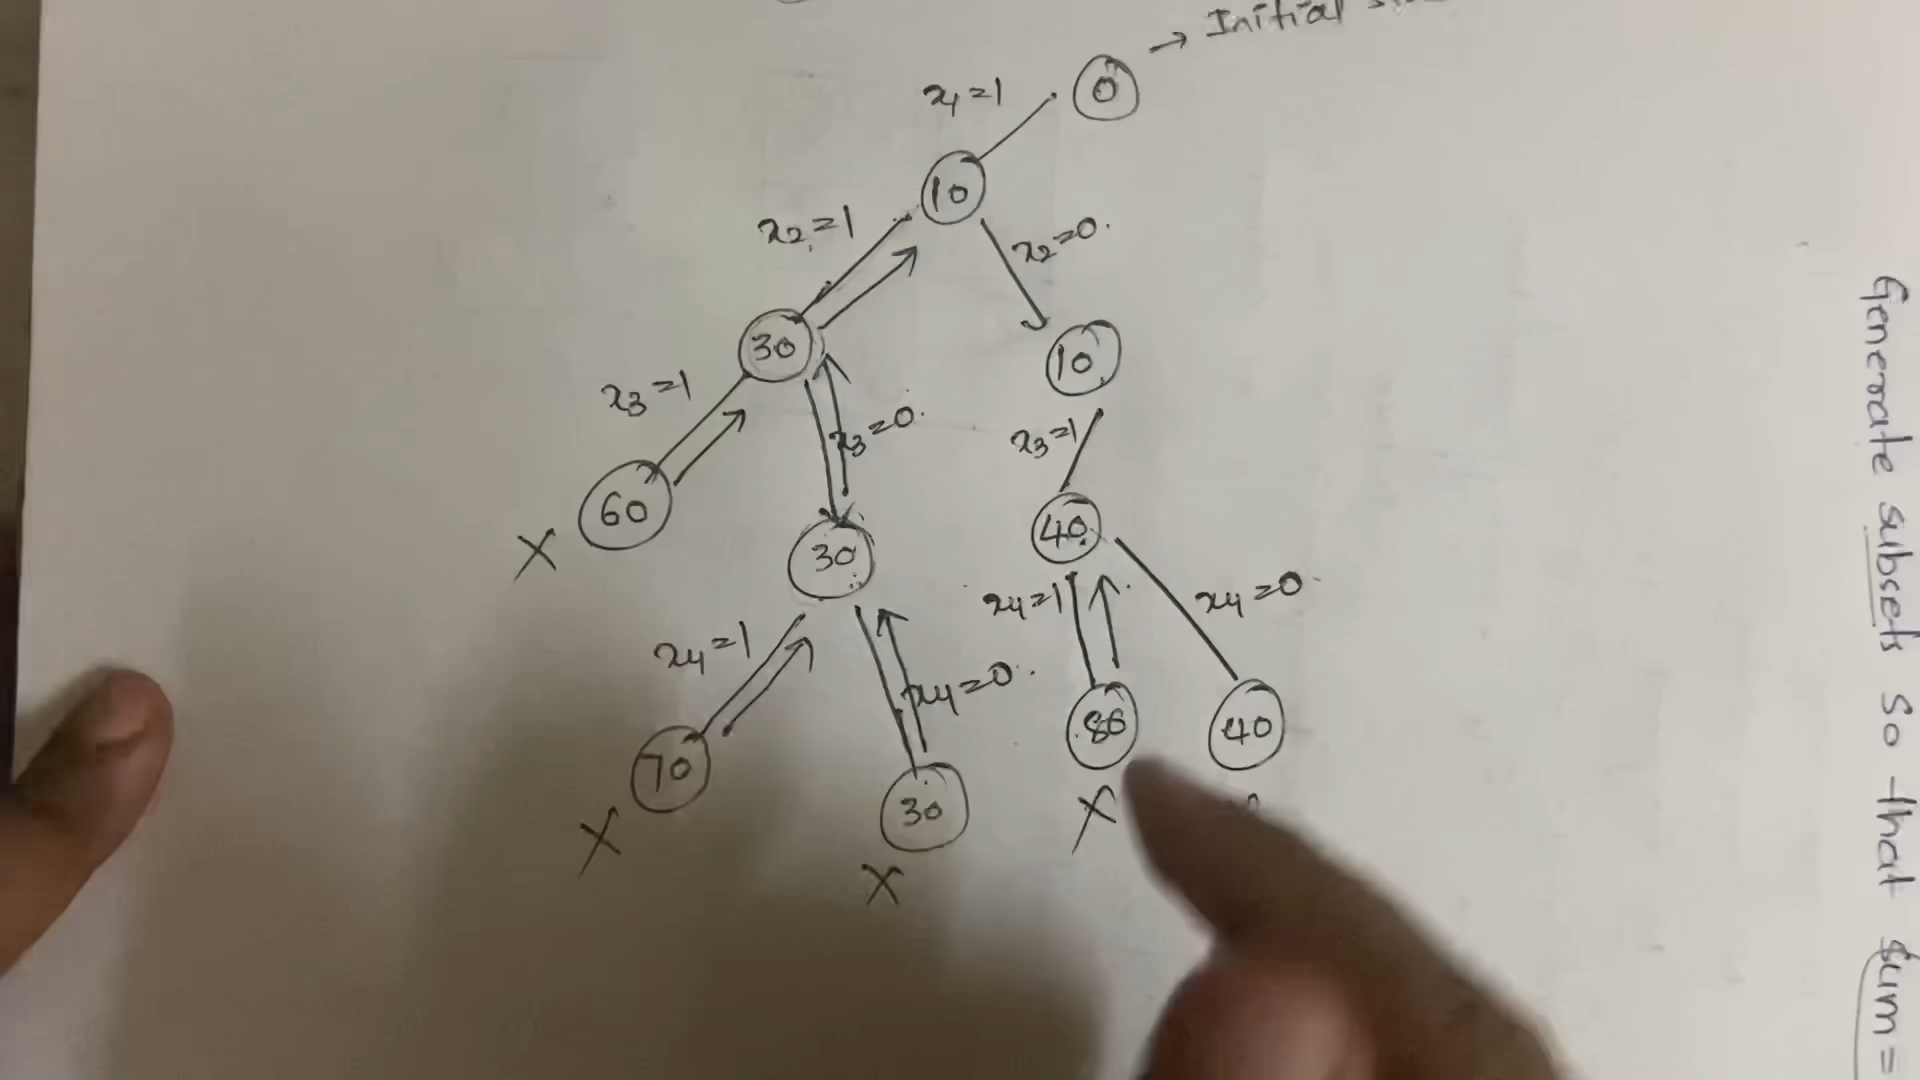 → Initial
0
x1=1
10
x2=1
x2=0.
30
10
x3=1
x3=0.
x3=1
60
X
30
40
x4=1
x4=0.
x4=1
x4=0.
70
X
30
X
80
X
40
Generate subsets so that sum =